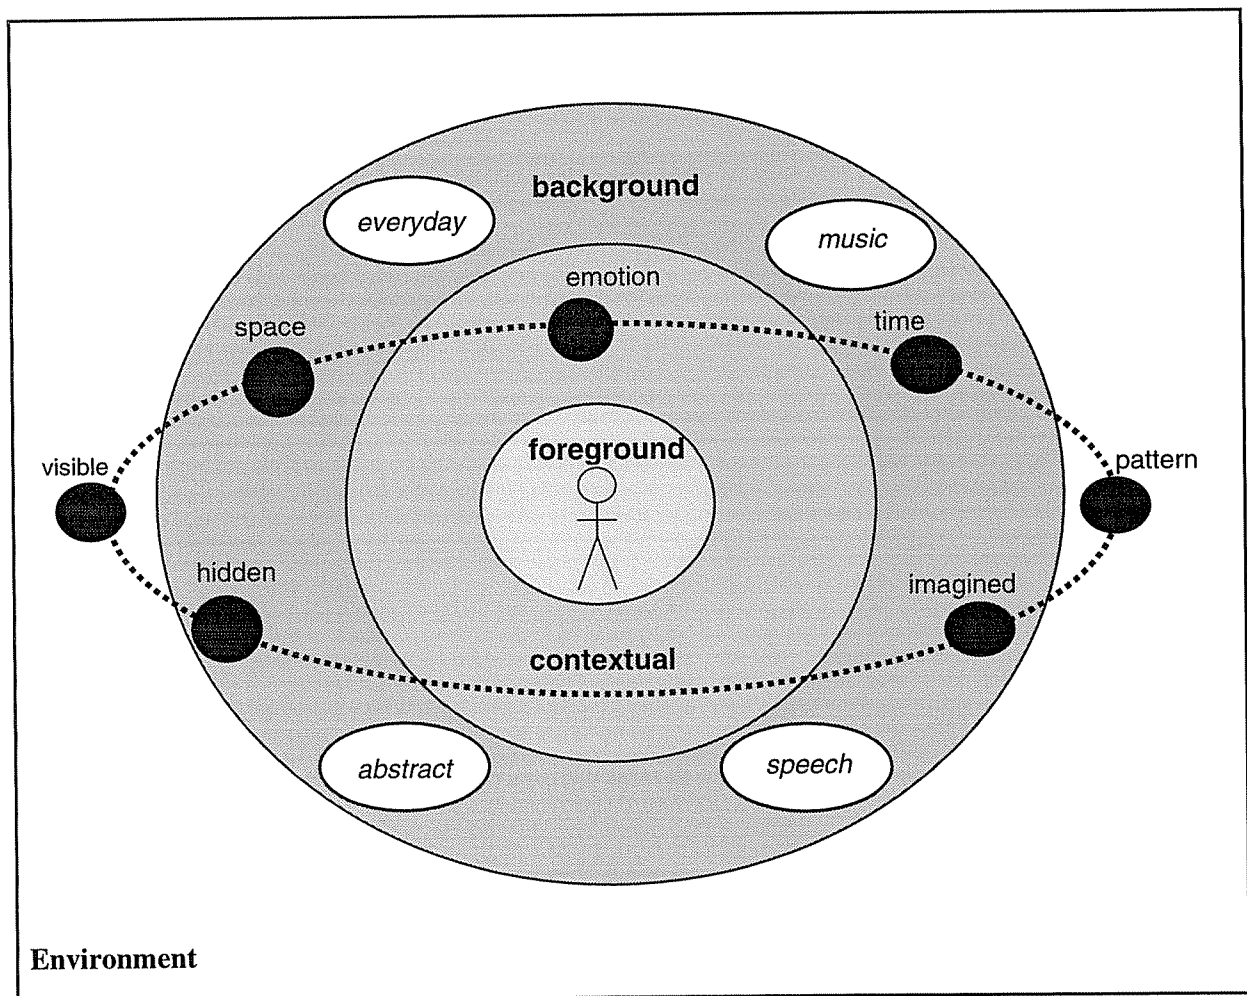 background
everyday
music
emotion
space
time
foreground
visible
pattern
hidden
imagined
contextual
abstract
speech
Environment